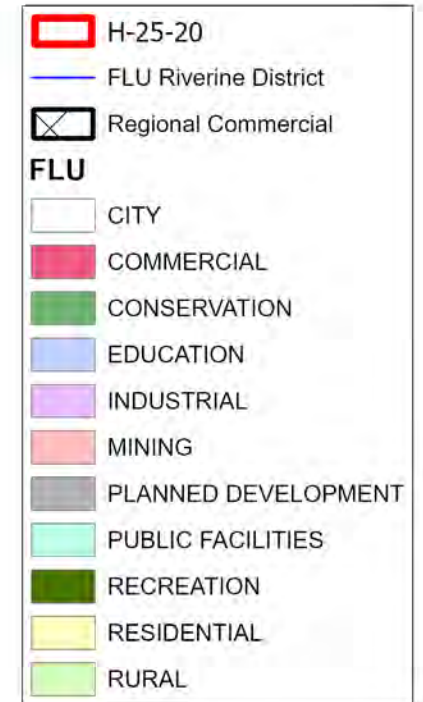 H-25-20
FLU Riverine District
Regional Commercial
FLU
CITY
COMMERCIAL
CONSERVATION
EDUCATION
INDUSTRIAL
MINING
PLANNED DEVELOPMENT
PUBLIC FACILITIES
RECREATION
RESIDENTIAL
RURAL